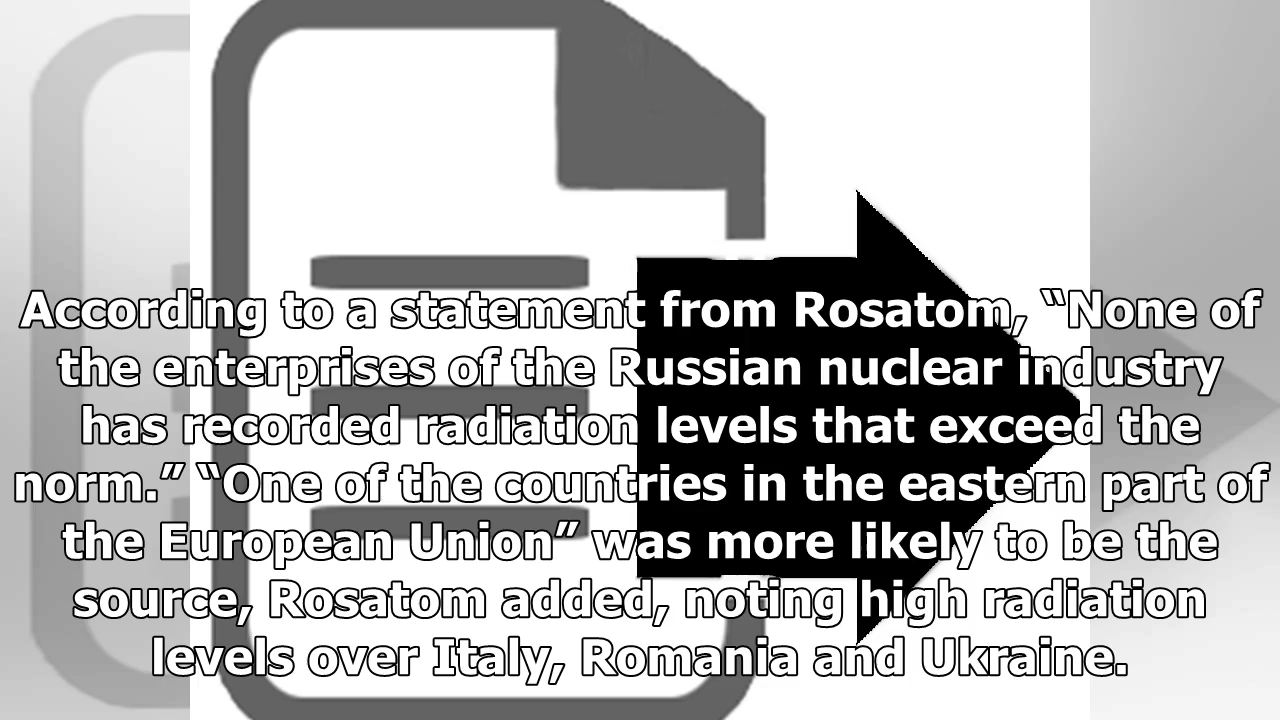 According to a statement from Rosatom, “None of
the enterprises of the Russian nuclear industry
has recorded radiation levels that exceed the
norm.” “One of the countries in the eastern part of
the European Union” was more likely to be the
source, Rosatom added, noting high radiation
levels over Italy, Romania and Ukraine.